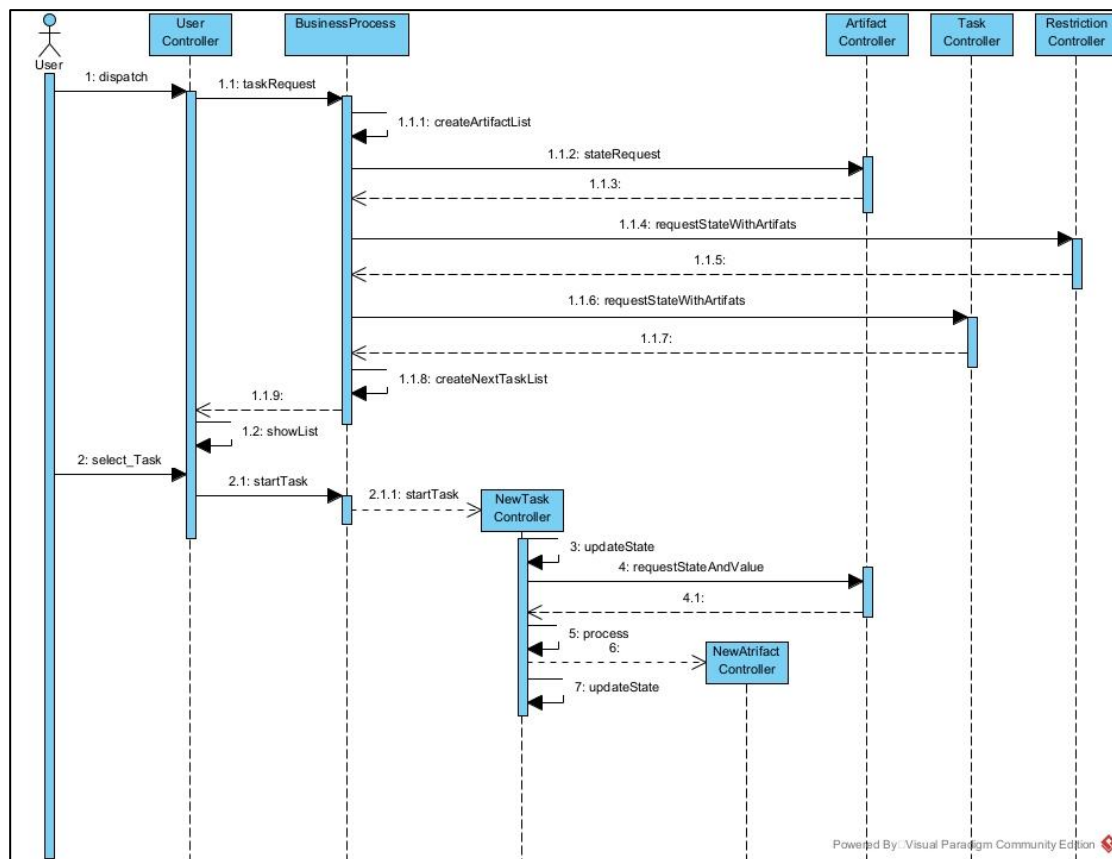 User
User
Controller
BusinessProcess
Artifact
Controller
Task
Controller
Restriction
Controller
1: dispatch
1.1: taskRequest
1.1.1: createArtifactList
1.1.2: stateRequest
1.1.3:
1.1.4: requestStateWithArtifats
1.1.5:
1.1.6: requestStateWithArtifats
1.1.7:
1.1.8: createNextTaskList
1.1.9:
1.2: showList
2: select_Task
2.1: startTask
2.1.1: startTask
NewTask
Controller
3: updateState
4: requestStateAndValue
4.1:
5: process
6:
NewAtrifact
Controller
7: updateState
Powered By Visual Paradigm Community Edition